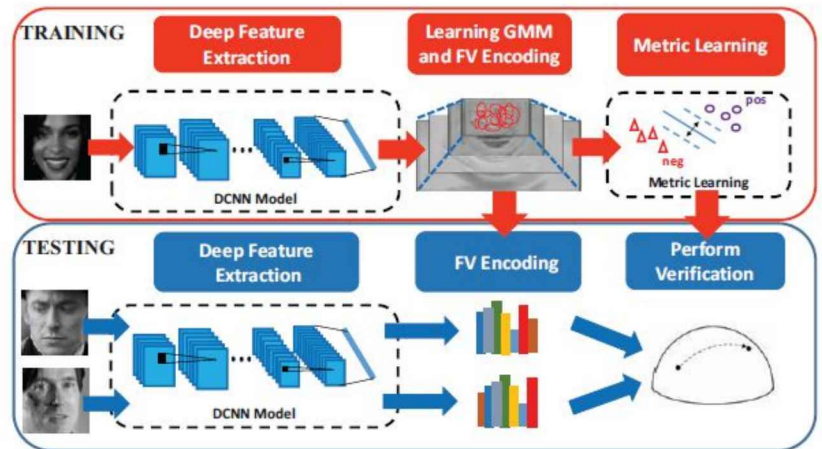 TRAINING
Deep Feature
Extraction
Learning GMM
and FV Encoding
Metric Learning
DCNN Model
pos
neg
Metric Learning
TESTING
Deep Feature
Extraction
FV Encoding
Perform
Verification
DCNN Model